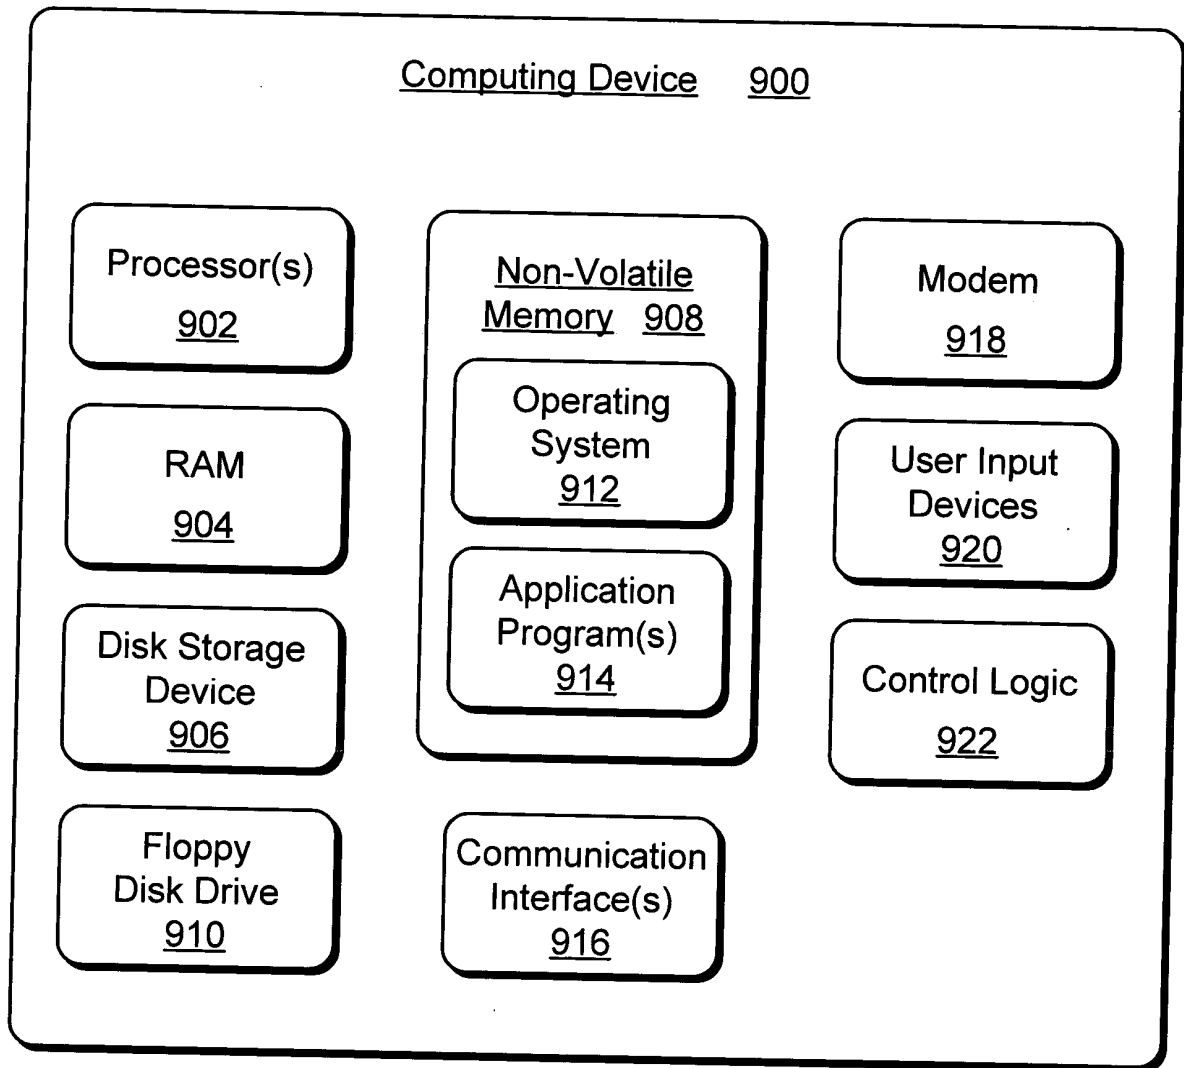 Computing Device 900
Processor(s)
902
RAM
904
Disk Storage
Device
906
Floppy
Disk Drive
910
Non-Volatile
Memory 908
Operating
System
912
Application
Program(s)
914
Communication
Interface(s)
916
Modem
918
User Input
Devices
920
Control Logic
922